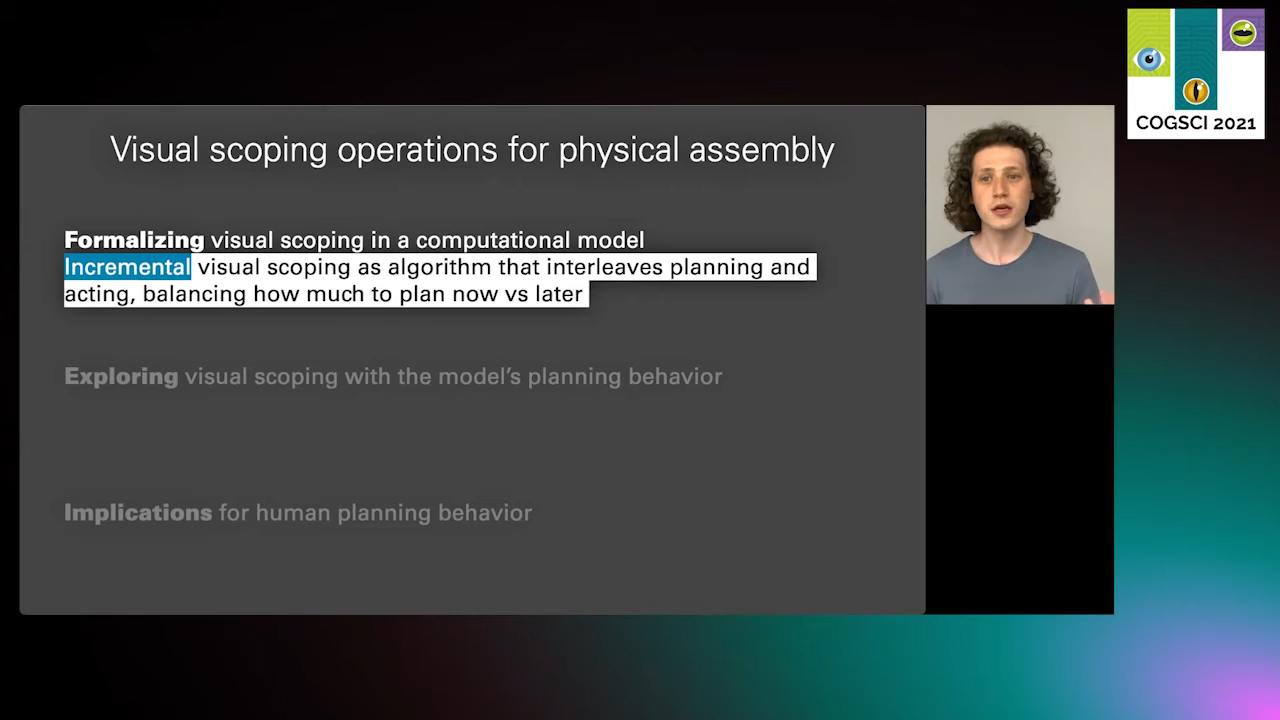 COGSCI 2021
Visual scoping operations for physical assembly
Formalizing visual scoping in a computational model
Incremental visual scoping as algorithm that interleaves planning and
acting, balancing how much to plan now vs later
Exploring visual scoping with the model's planning behavior
Implications for human planning behavior